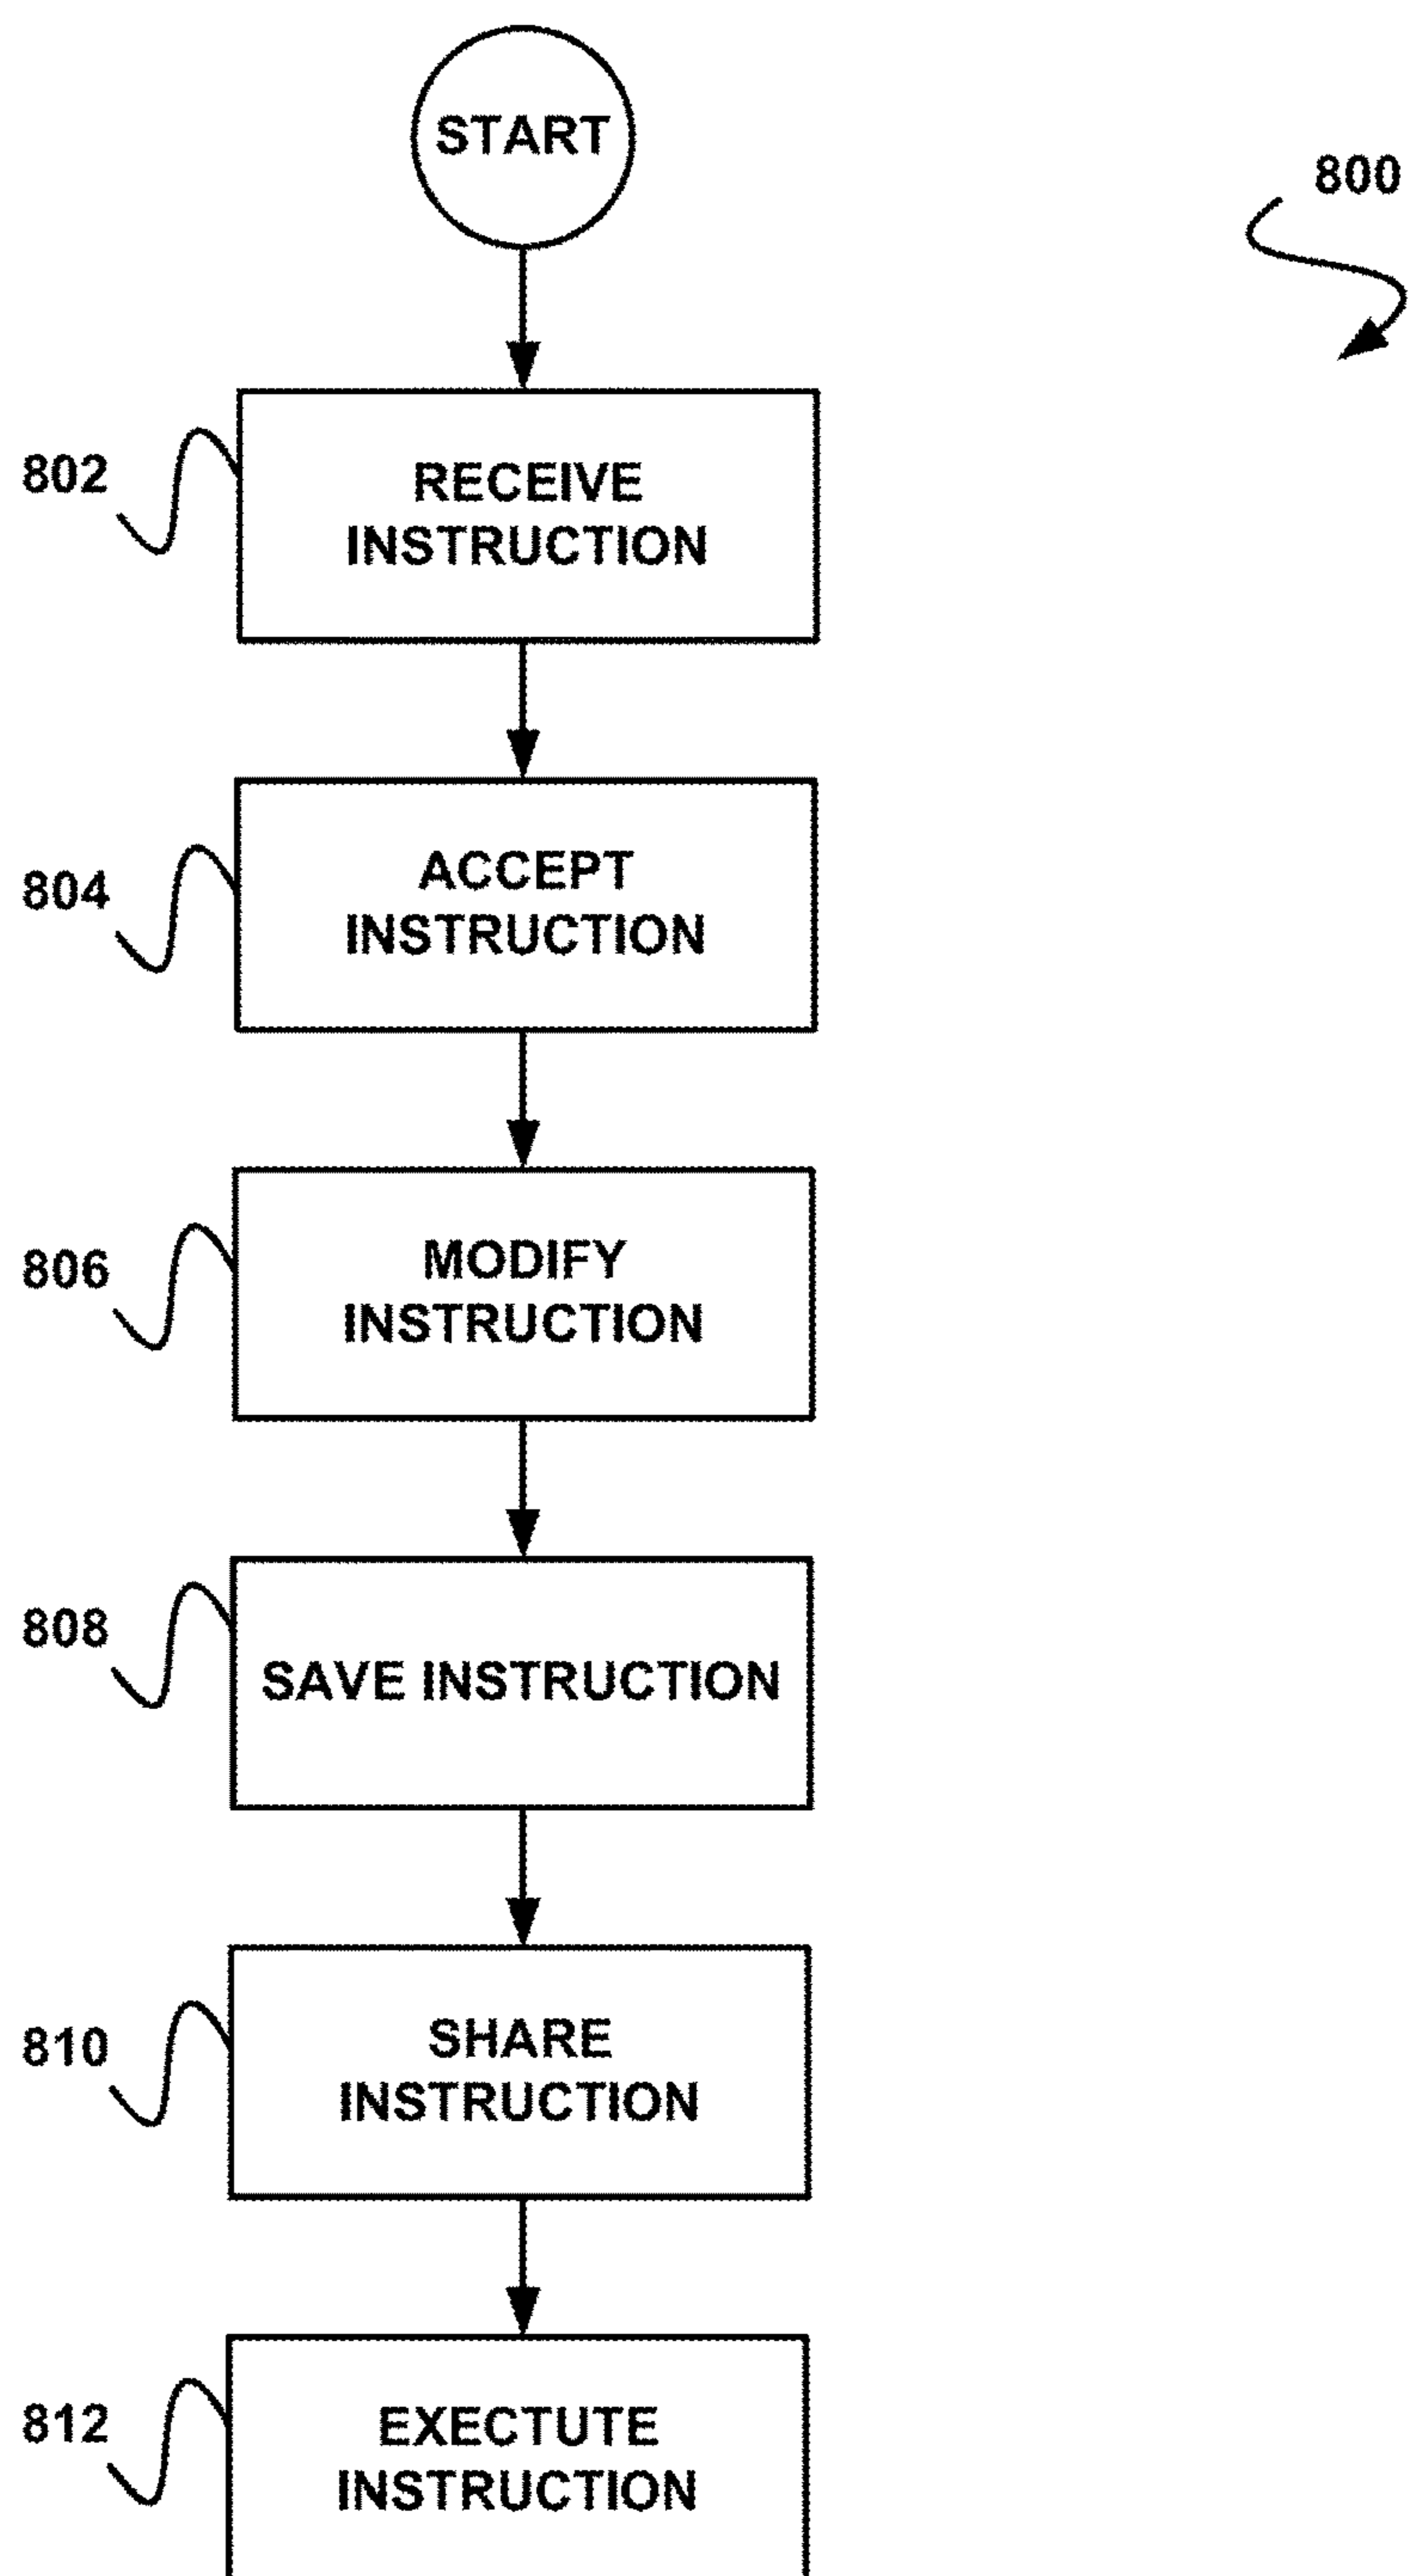 START
800
802
RECEIVE
INSTRUCTION
804
ACCEPT
INSTRUCTION
806
MODIFY
INSTRUCTION
808
SAVE INSTRUCTION
810
SHARE
INSTRUCTION
812
EXECTUTE
INSTRUCTION